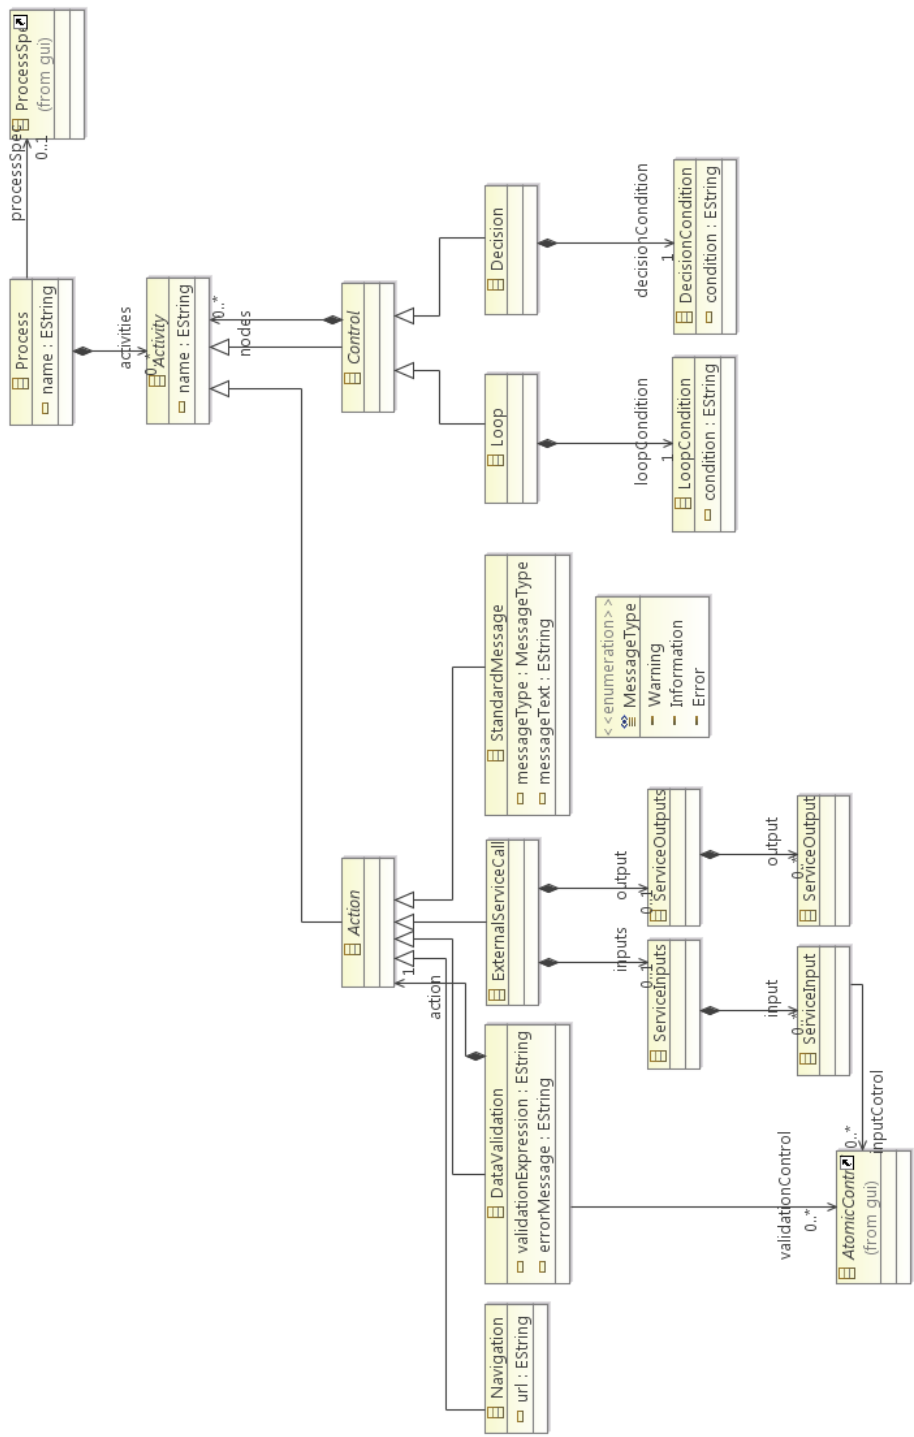 ProcessSpe
(from gui)
processSpec
0..1
Process
name : EString
activities
0..*
Activity
name : EString
0..*
nodes
Control
Decision
decisionCondition
1
DecisionCondition
condition : EString
Loop
loopCondition
1
LoopCondition
condition : EString
Action
1
action
StandardMessage
messageType : MessageType
messageText : EString
<<enumeration>>
MessageType
Warning
Information
Error
ExternalServiceCall
output
0..1
ServiceOutputs
output
0..*
ServiceOutput
inputs
0..1
ServiceInputs
input
0..*
ServiceInput
inputCotrol
0..*
DataValidation
validationExpression : EString
errorMessage : EString
validationControl
0..*
AtomicContr
(from gui)
Navigation
url : EString